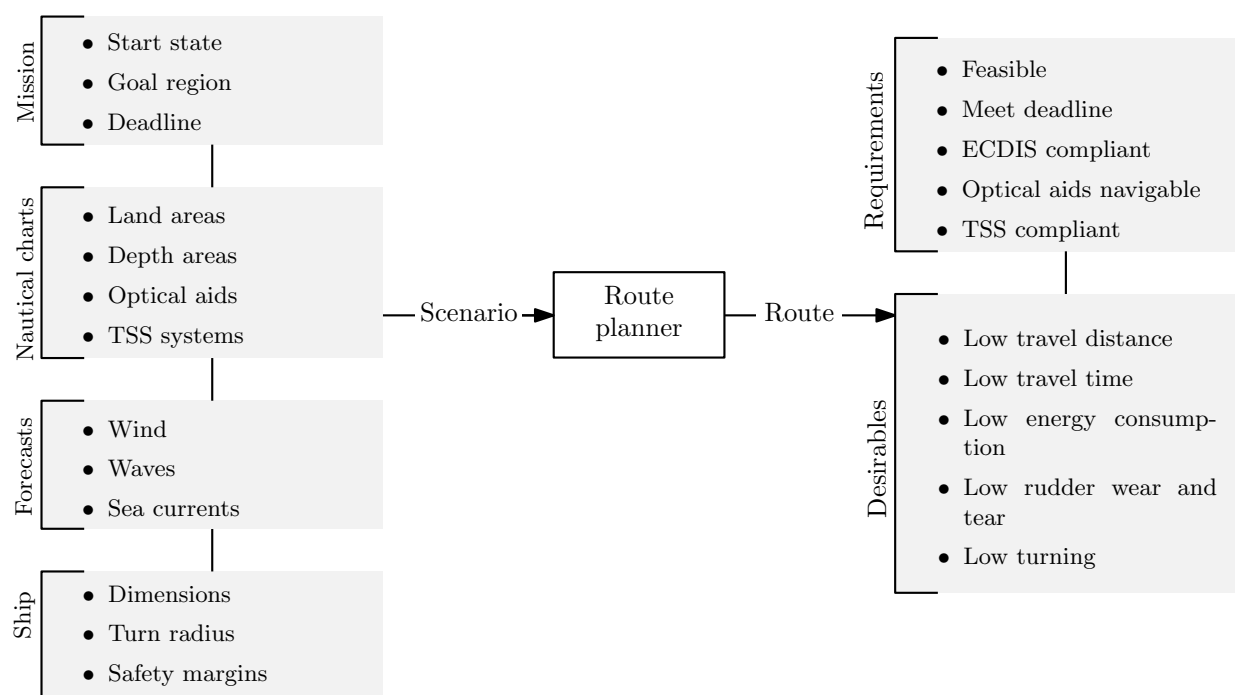 Mission
• Start state
• Goal region
• Deadline
Nautical charts
• Land areas
• Depth areas
• Optical aids
• TSS systems
Forecasts
• Wind
• Waves
• Sea currents
Ship
• Dimensions
• Turn radius
• Safety margins
Scenario
Route
planner
Route
Requirements
• Feasible
• Meet deadline
• ECDIS compliant
• Optical aids navigable
• TSS compliant
Desirables
• Low travel distance
• Low travel time
• Low energy consump-
tion
• Low rudder wear and
tear
• Low turning